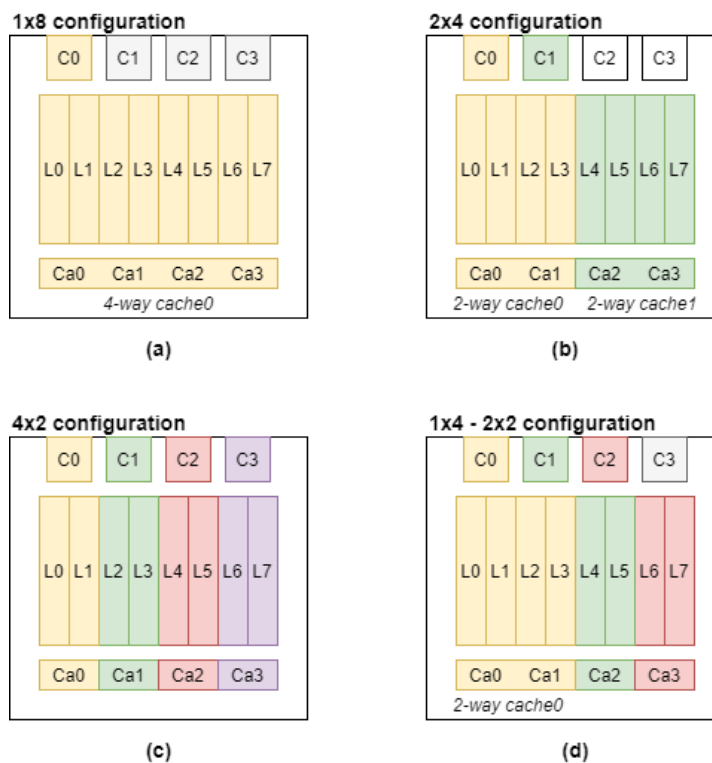 1x8 configuration
C0 C1 C2 C3
L0 L1 L2 L3 L4 L5 L6 L7
Ca0 Ca1 Ca2 Ca3
4-way cache0
(a)
2x4 configuration
C0 C1 C2 C3
L0 L1 L2 L3 L4 L5 L6 L7
Ca0 Ca1 Ca2 Ca3
2-way cache0 2-way cache1
(b)
4x2 configuration
C0 C1 C2 C3
L0 L1 L2 L3 L4 L5 L6 L7
Ca0 Ca1 Ca2 Ca3
(c)
1x4 - 2x2 configuration
C0 C1 C2 C3
L0 L1 L2 L3 L4 L5 L6 L7
Ca0 Ca1 Ca2 Ca3
2-way cache0
(d)